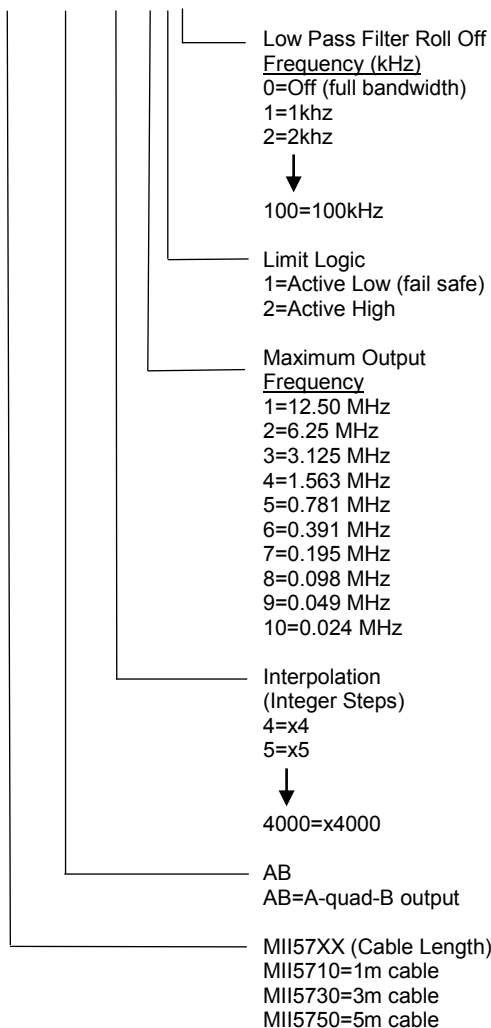 Low Pass Filter Roll Off
Frequency (kHz)
0=Off (full bandwidth)
1=1khz
2=2khz
100=100kHz
Limit Logic
1=Active Low (fail safe)
2=Active High
Maximum Output
Frequency
1=12.50 MHz
2=6.25 MHz
3=3.125 MHz
4=1.563 MHz
5=0.781 MHz
6=0.391 MHz
7=0.195 MHz
8=0.098 MHz
9=0.049 MHz
10=0.024 MHz
Interpolation
(Integer Steps)
4=x4
5=x5
4000=x4000
AB
AB=A-quad-B output
MII57XX (Cable Length)
MII5710=1m cable
MII5730=3m cable
MII5750=5m cable